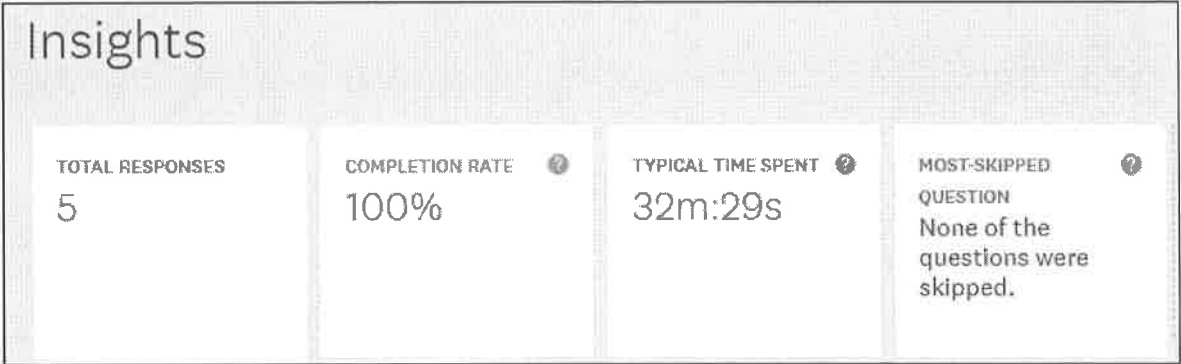 Insights
TOTAL RESPONSES
5
COMPLETION RATE
100%
TYPICAL TIME SPENT
32m:29s
MOST-SKIPPED
QUESTION
None of the
questions were
skipped.